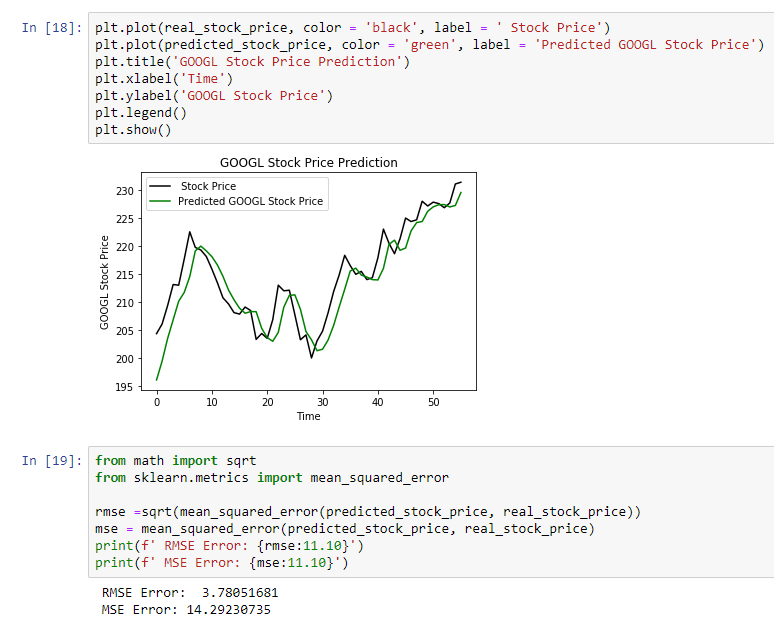 In [18]: plt.plot(real_stock_price, color = 'black', label = ' Stock Price')
plt.plot(predicted_stock_price, color = 'green', label = 'Predicted GOOGL Stock Price')
plt.title('GOOGL Stock Price Prediction')
plt.xlabel('Time')
plt.ylabel('GOOGL Stock Price')
plt.legend()
plt.show()
GOOGL Stock Price Prediction
Stock Price
Predicted GOOGL Stock Price
GOOGL Stock Price
230
225
220
215
210
205
200
195
0 10 20 30 40 50
Time
In [19]: from math import sqrt
from sklearn.metrics import mean_squared_error
rmse =sqrt(mean_squared_error(predicted_stock_price, real_stock_price))
mse = mean_squared_error(predicted_stock_price, real_stock_price)
print(f' RMSE Error: {rmse:11.10}')
print(f' MSE Error: {mse:11.10}')
RMSE Error:  3.78051681
MSE Error: 14.29230735